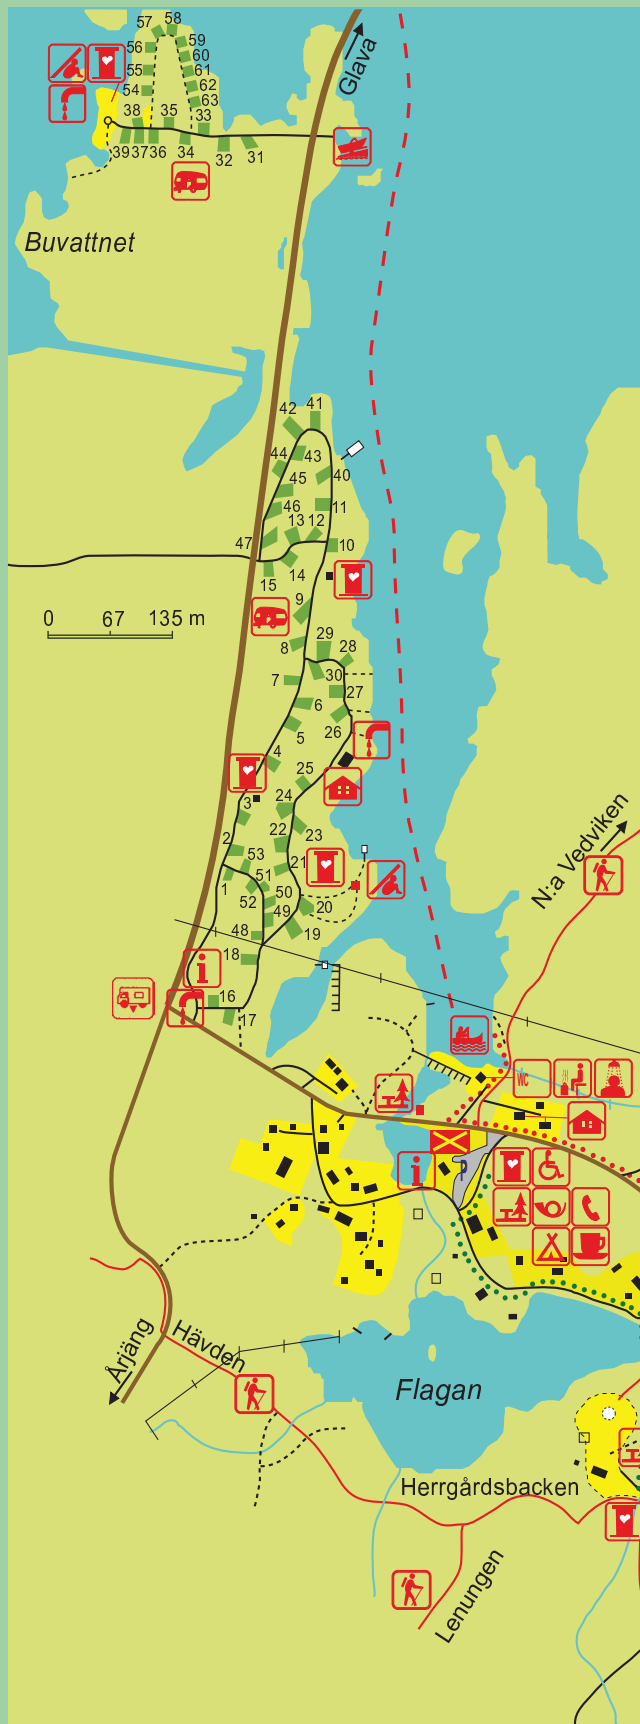 57 58
56 59
60
55 61
54 62
63
38 35 33
39 37 36 34 32 31
Glava
Buvattnet
42 41
44 43
45 40
46 11
13 12
47 10
14
15
0 67 135 m
9
8 29 28
7 30 27
6
5 26
4
25
3 24
22 23
2
53 21
51
1 50
52 49 20
48 19
18
16
17
N:a Vedviken
i
WC
i
P
Årjäng
Hävden
Flagan
Herrgårdsbacken
Lenungen